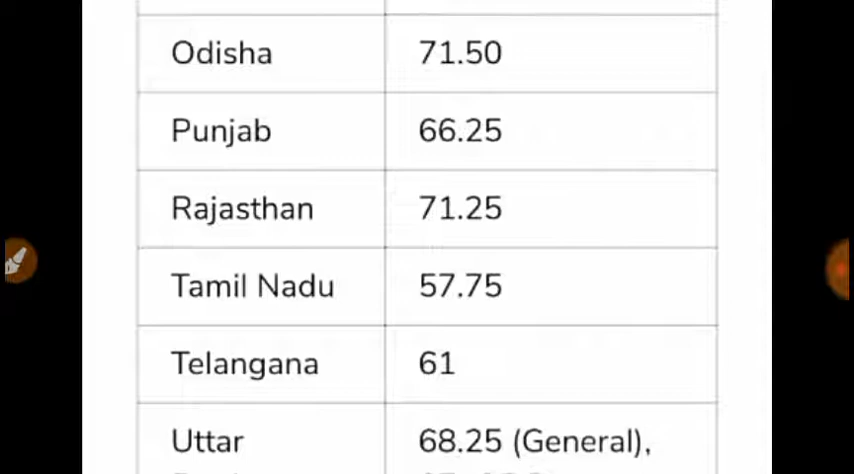 Odisha 71.50
Punjab 66.25
Rajasthan 71.25
Tamil Nadu 57.75
Telangana 61
Uttar 68.25 (General),